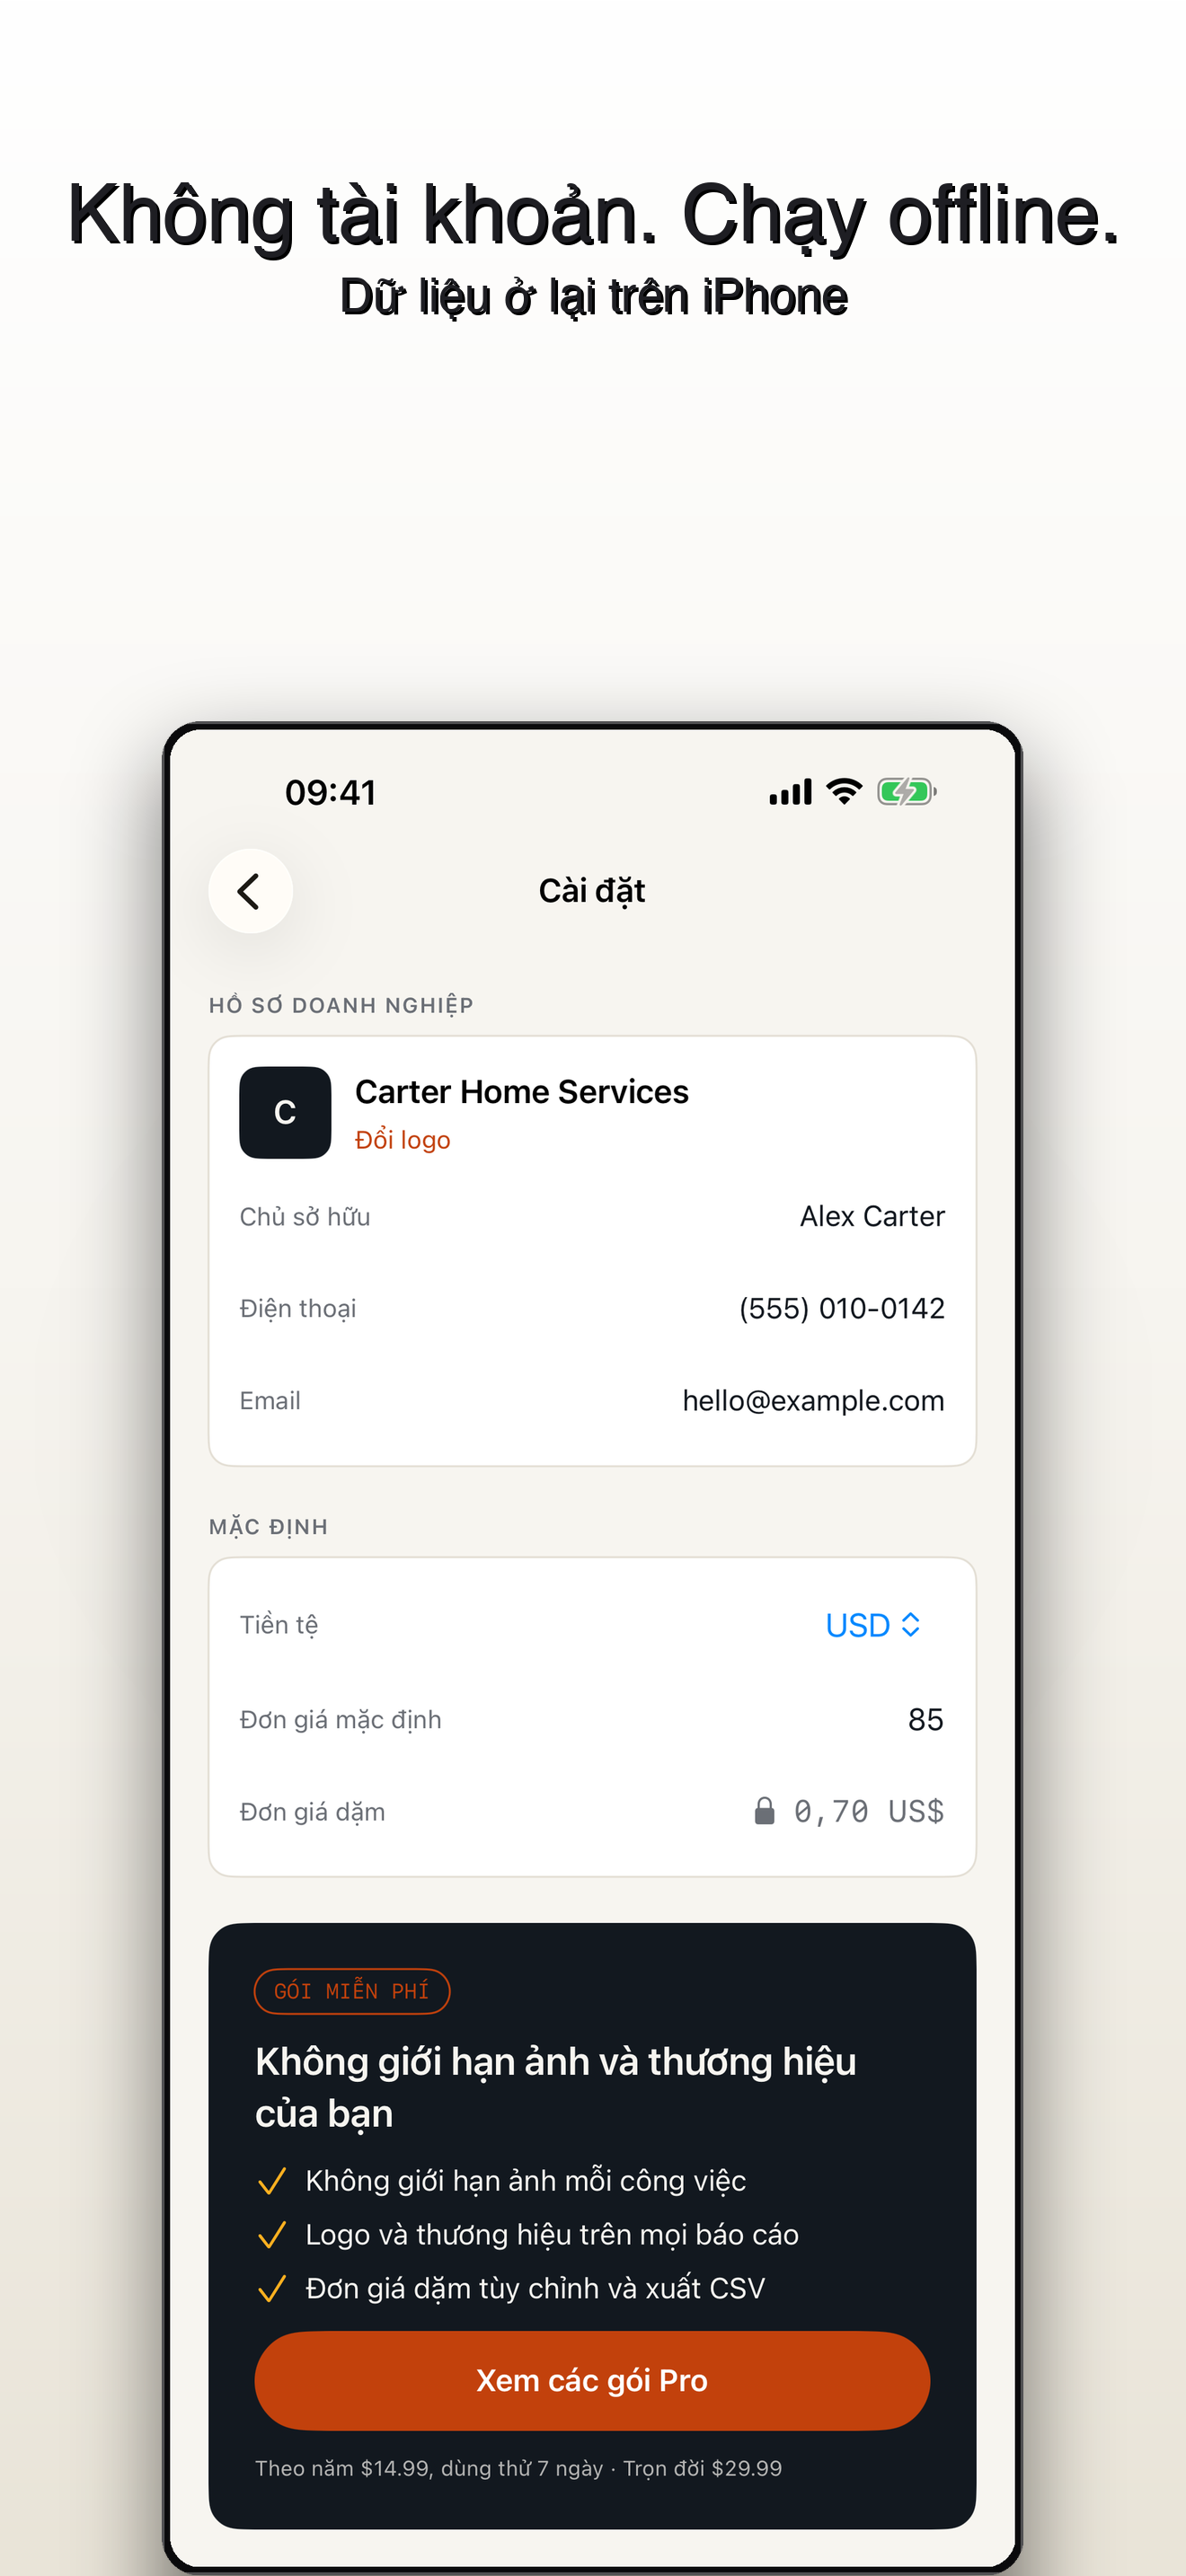 Không tài khoản. Chạy offline.
Dữ liệu ở lại trên iPhone
09:41
Cài đặt
HỒ SƠ DOANH NGHIỆP
C
Carter Home Services
Đổi logo
Chủ sở hữu
Alex Carter
Điện thoại
(555) 010-0142
Email
hello@example.com
MẶC ĐỊNH
Tiền tệ
USD
Đơn giá mặc định
85
Đơn giá dặm
0,70 US$
GÓI MIỄN PHÍ
Không giới hạn ảnh và thương hiệu
của bạn
Không giới hạn ảnh mỗi công việc
Logo và thương hiệu trên mọi báo cáo
Đơn giá dặm tùy chỉnh và xuất CSV
Xem các gói Pro
Theo năm $14.99, dùng thử 7 ngày · Trọn đời $29.99